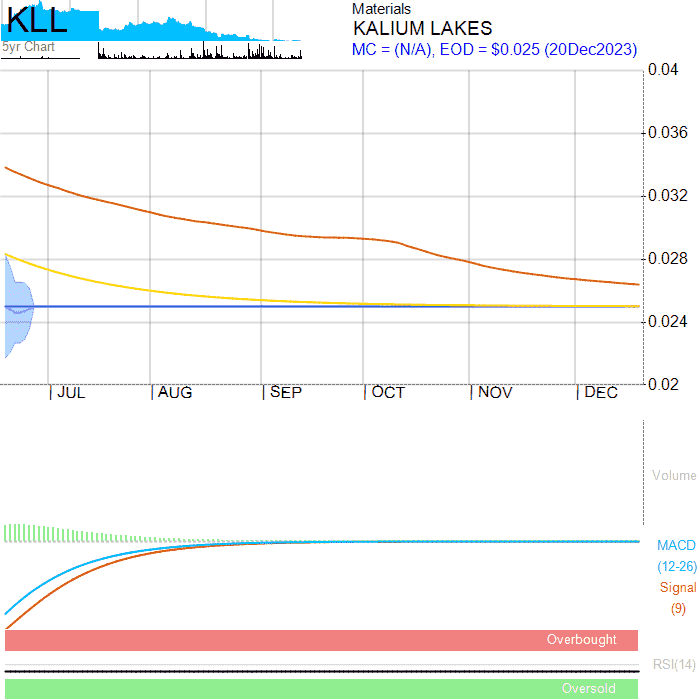 KLL
5yr Chart
Materials
KALIUM LAKES
MC = (N/A), EOD = $0.025 (20Dec2023)
0.04
0.036
0.032
0.028
0.024
0.02
JUL AUG SEP OCT NOV DEC
Volume
MACD
(12-26)
Signal
(9)
Overbought
RSI(14)
Oversold